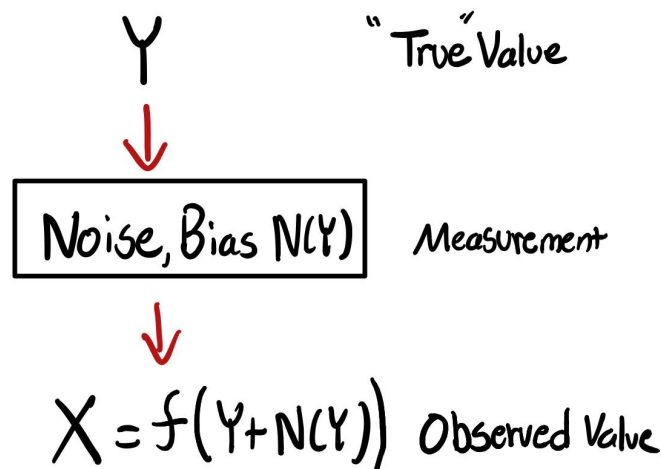 Y "True" Value
Noise, Bias N(Y) Measurement
X = f(Y+N(Y)) Observed Value